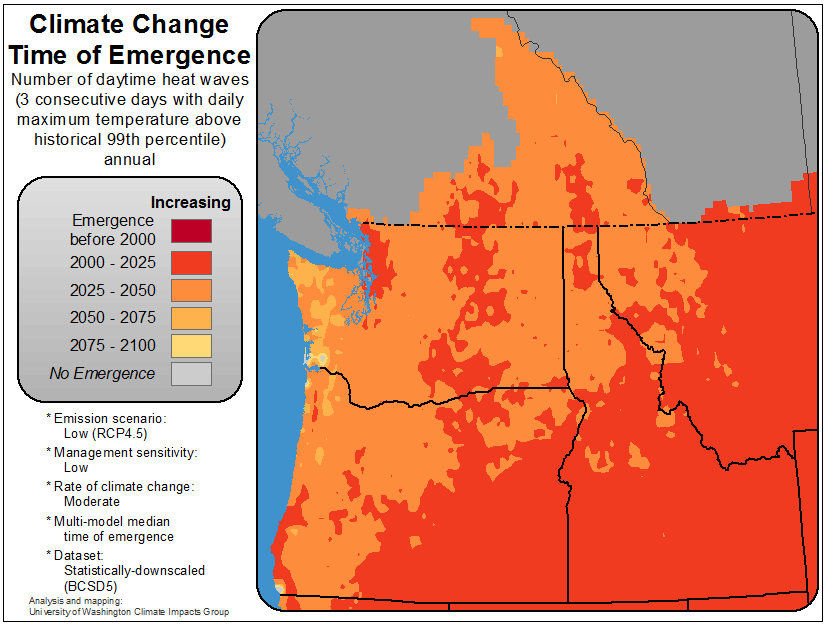 Climate Change
Time of Emergence
Number of daytime heat waves
(3 consecutive days with daily
maximum temperature above
historical 99th percentile)
annual
Increasing
Emergence
before 2000
2000 - 2025
2025 - 2050
2050 - 2075
2075 - 2100
No Emergence
* Emission scenario:
Low (RCP4.5)
* Management sensitivity:
Low
* Rate of climate change:
Moderate
* Multi-model median
time of emergence
* Dataset:
Statistically-downscaled
(BCSD5)
Analysis and mapping:
University of Washington Climate Impacts Group